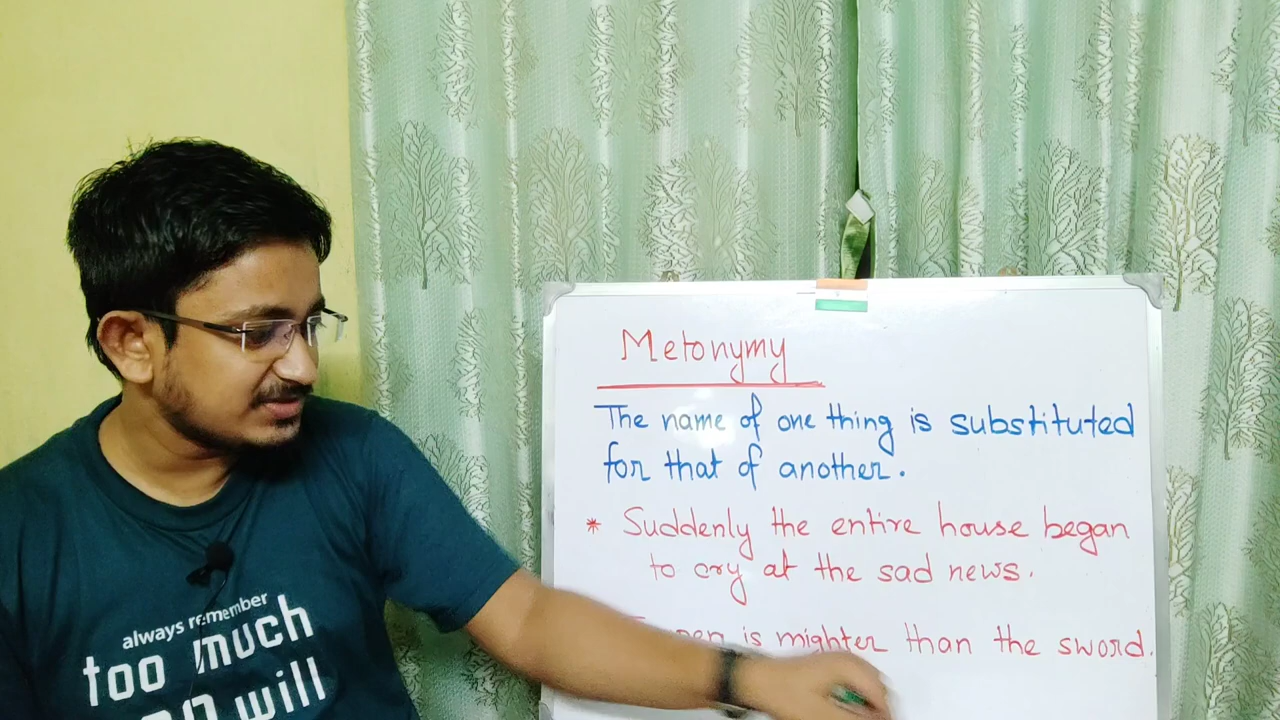 Metonymy
The name of one thing is substituted
for that of another.
* Suddenly the entire house began
to cry at the sad news.
pen is mighter than the sword.
always remember
too much
will